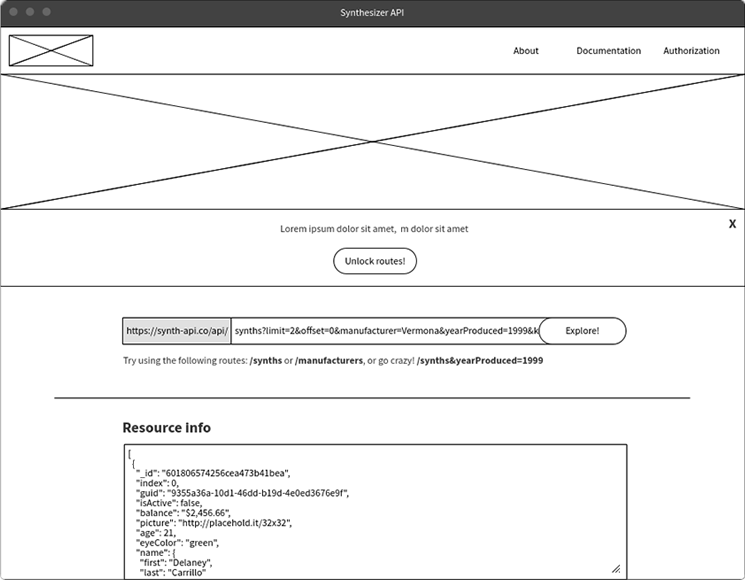 Synthesizer API
About Documentation Authorization
Lorem ipsum dolor sit amet, m dolor sit amet
X
Unlock routes!
https://synth-api.co/api/ synths?limit=2&offset=0&manufacturer=Vermona&yearProduced=1999&k Explore!
Try using the following routes: /synths or /manufacturers, or go crazy! /synths&yearProduced=1999
Resource info
[
{
"_id": "601806574256cea473b41bea",
"index": 0,
"guid": "9355a36a-10d1-46dd-b19d-4e0ed3676e9f",
"isActive": false,
"balance": "$2,456.66",
"picture": "http://placehold.it/32x32",
"age": 21,
"eyeColor": "green",
"name": {
"first": "Delaney",
"last": "Carrillo"